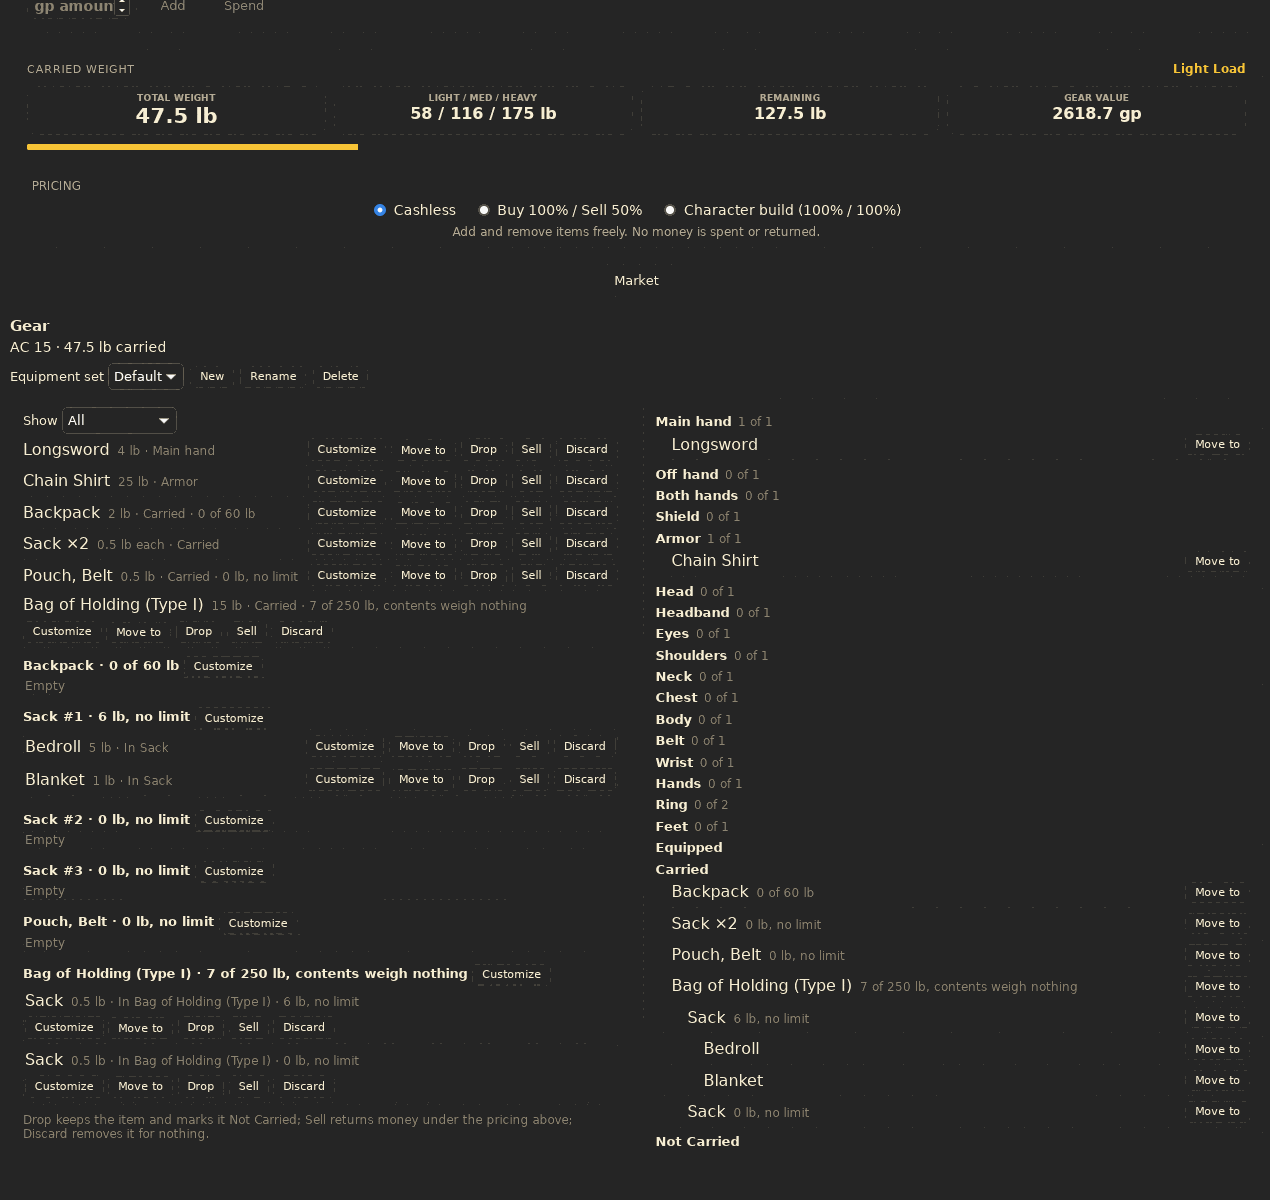 gp amoun Add Spend
CARRIED WEIGHT Light Load
TOTAL WEIGHT LIGHT / MED / HEAVY REMAINING GEAR VALUE
47.5 lb 58 / 116 / 175 lb 127.5 lb 2618.7 gp
PRICING
Cashless Buy 100% / Sell 50% Character build (100% / 100%)
Add and remove items freely. No money is spent or returned.
Market
Gear
AC 15 · 47.5 lb carried
Equipment set Default New Rename Delete
Show All
Longsword 4 lb · Main hand Customize Move to Drop Sell Discard
Chain Shirt 25 lb · Armor Customize Move to Drop Sell Discard
Backpack 2 lb · Carried · 0 of 60 lb Customize Move to Drop Sell Discard
Sack ×2 0.5 lb each · Carried Customize Move to Drop Sell Discard
Pouch, Belt 0.5 lb · Carried · 0 lb, no limit Customize Move to Drop Sell Discard
Bag of Holding (Type I) 15 lb · Carried · 7 of 250 lb, contents weigh nothing
Customize Move to Drop Sell Discard
Backpack · 0 of 60 lb Customize
Empty
Sack #1 · 6 lb, no limit Customize
Bedroll 5 lb · In Sack Customize Move to Drop Sell Discard
Blanket 1 lb · In Sack Customize Move to Drop Sell Discard
Sack #2 · 0 lb, no limit Customize
Empty
Sack #3 · 0 lb, no limit Customize
Empty
Pouch, Belt · 0 lb, no limit Customize
Empty
Bag of Holding (Type I) · 7 of 250 lb, contents weigh nothing Customize
Sack 0.5 lb · In Bag of Holding (Type I) · 6 lb, no limit
Customize Move to Drop Sell Discard
Sack 0.5 lb · In Bag of Holding (Type I) · 0 lb, no limit
Customize Move to Drop Sell Discard
Drop keeps the item and marks it Not Carried; Sell returns money under the pricing above;
Discard removes it for nothing.
Main hand 1 of 1
Longsword Move to
Off hand 0 of 1
Both hands 0 of 1
Shield 0 of 1
Armor 1 of 1
Chain Shirt Move to
Head 0 of 1
Headband 0 of 1
Eyes 0 of 1
Shoulders 0 of 1
Neck 0 of 1
Chest 0 of 1
Body 0 of 1
Belt 0 of 1
Wrist 0 of 1
Hands 0 of 1
Ring 0 of 2
Feet 0 of 1
Equipped
Carried
Backpack 0 of 60 lb Move to
Sack ×2 0 lb, no limit Move to
Pouch, Belt 0 lb, no limit Move to
Bag of Holding (Type I) 7 of 250 lb, contents weigh nothing Move to
Sack 6 lb, no limit Move to
Bedroll Move to
Blanket Move to
Sack 0 lb, no limit Move to
Not Carried